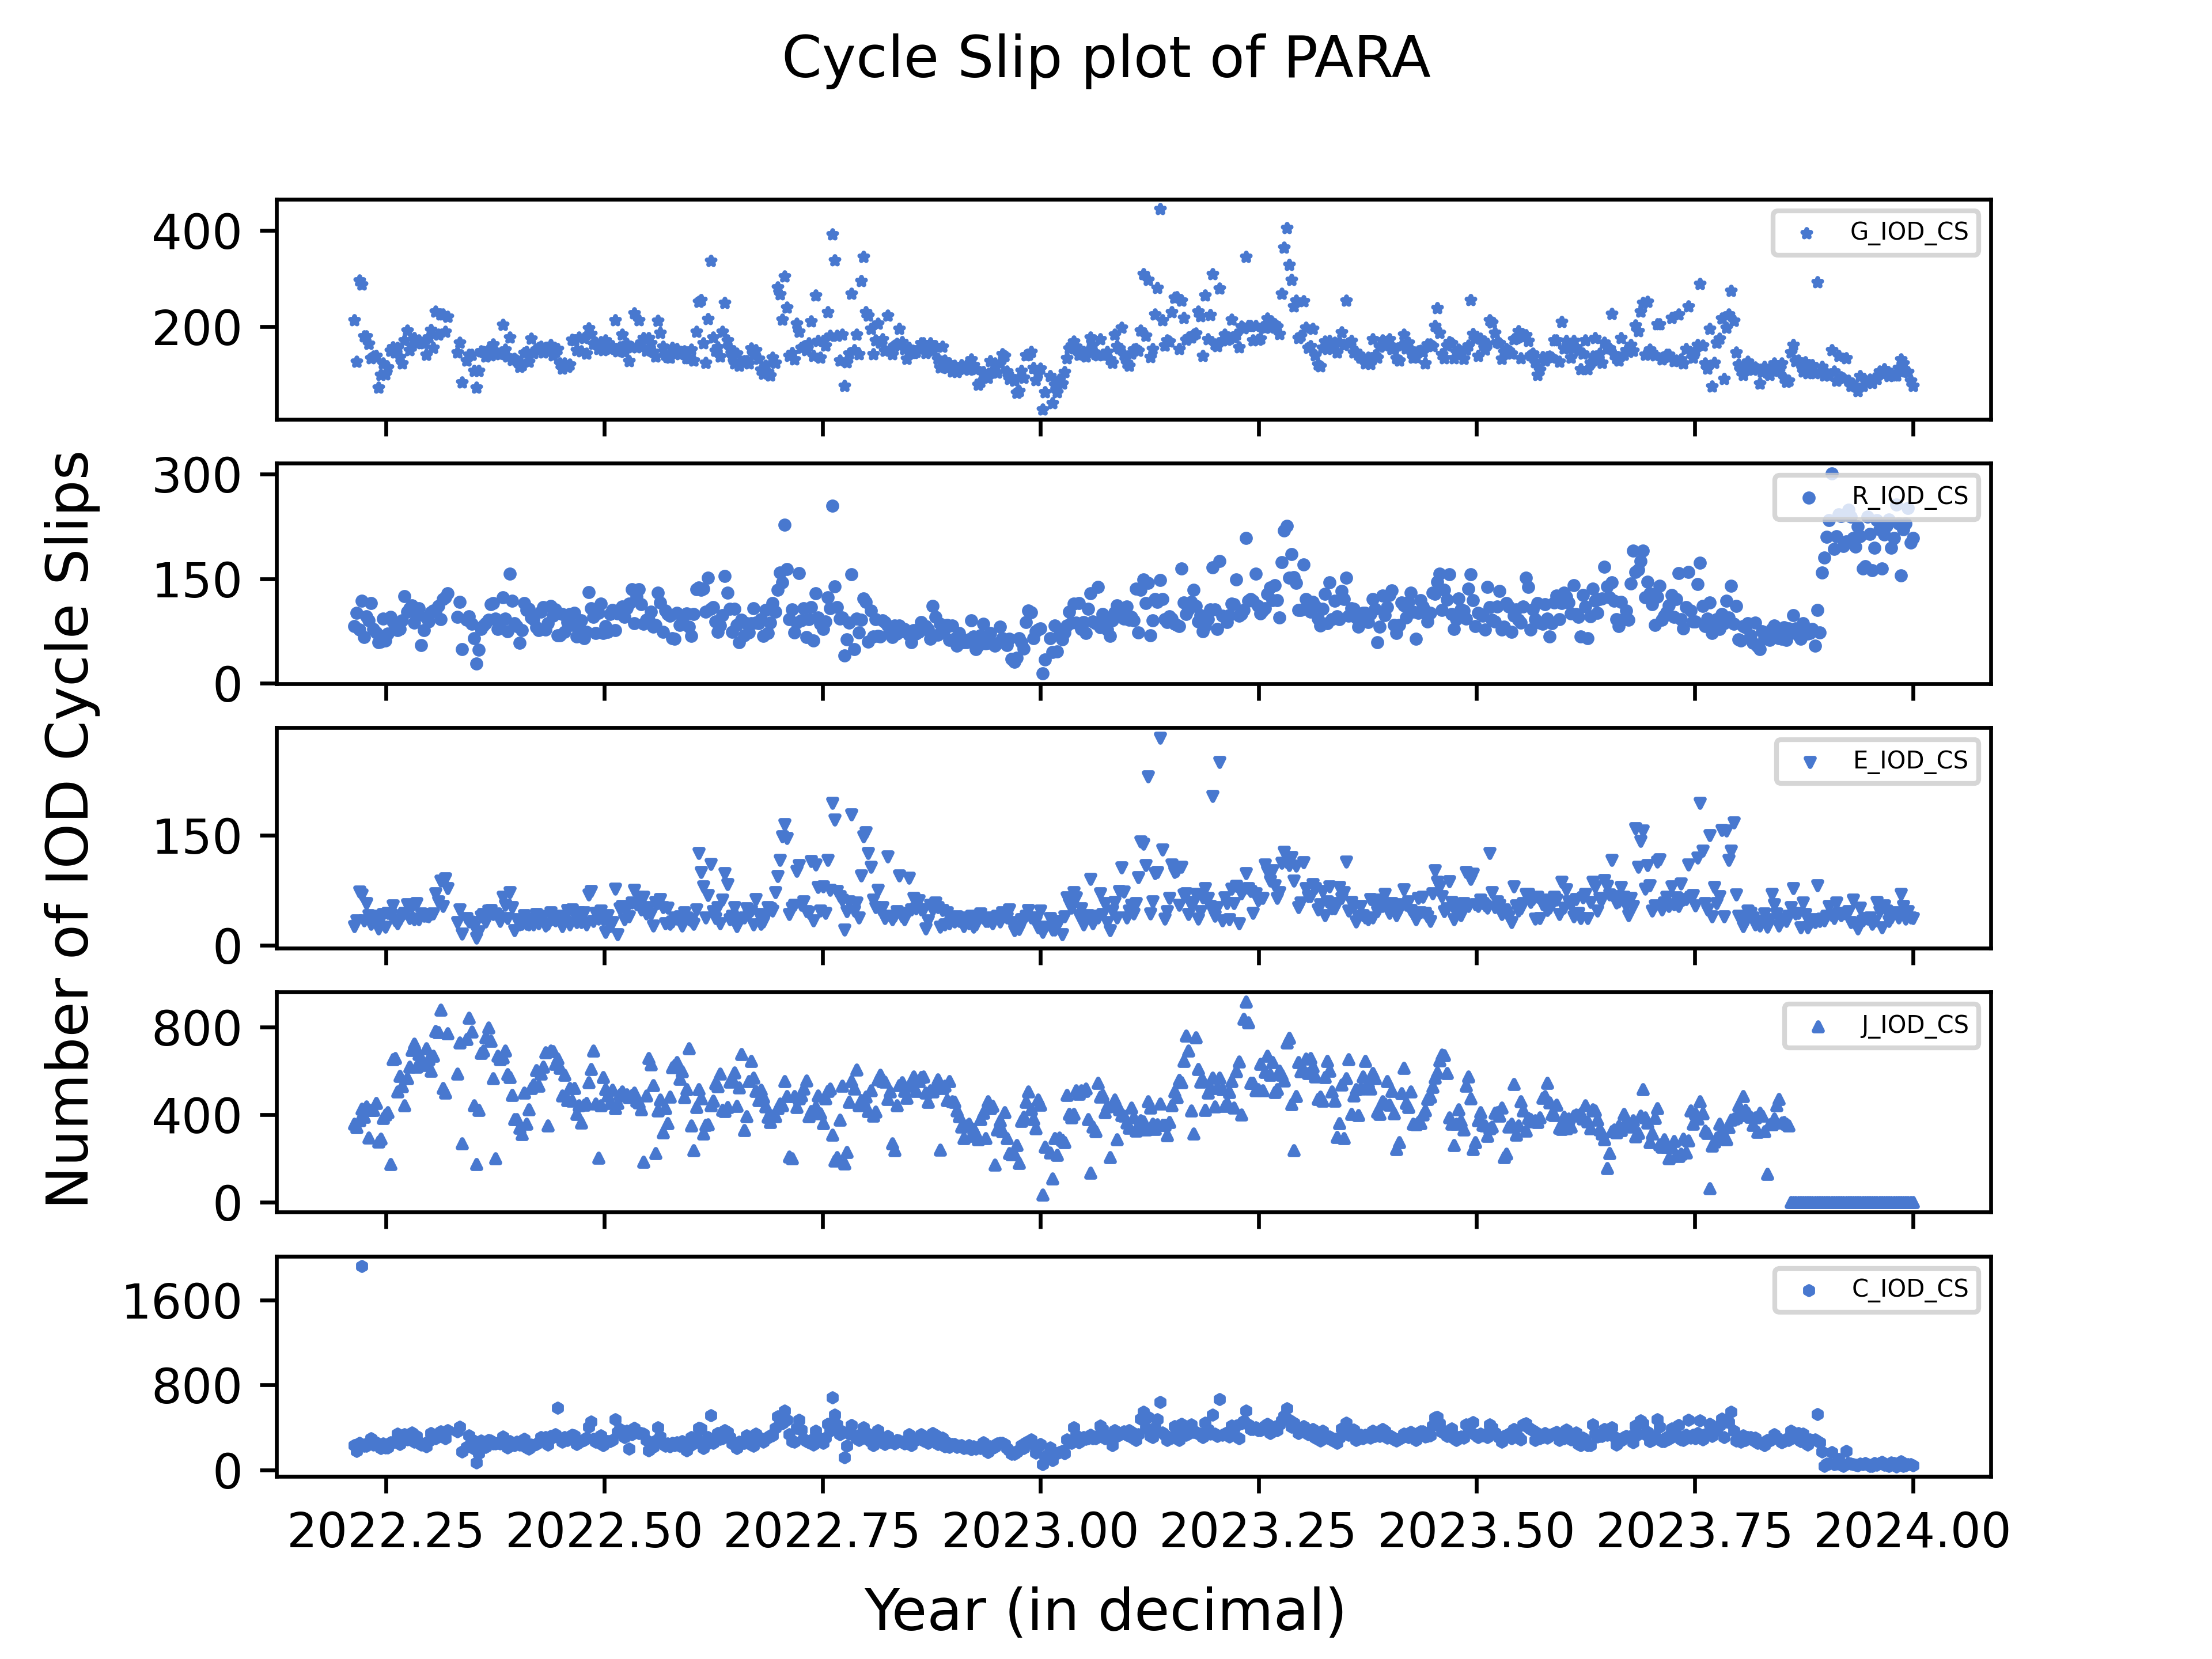 Cycle Slip plot of PARA
Number of IOD Cycle Slips
400
200
G_IOD_CS
300
150
0
R_IOD_CS
150
0
E_IOD_CS
800
400
0
J_IOD_CS
1600
800
0
C_IOD_CS
2022.25 2022.50 2022.75 2023.00 2023.25 2023.50 2023.75 2024.00
Year (in decimal)